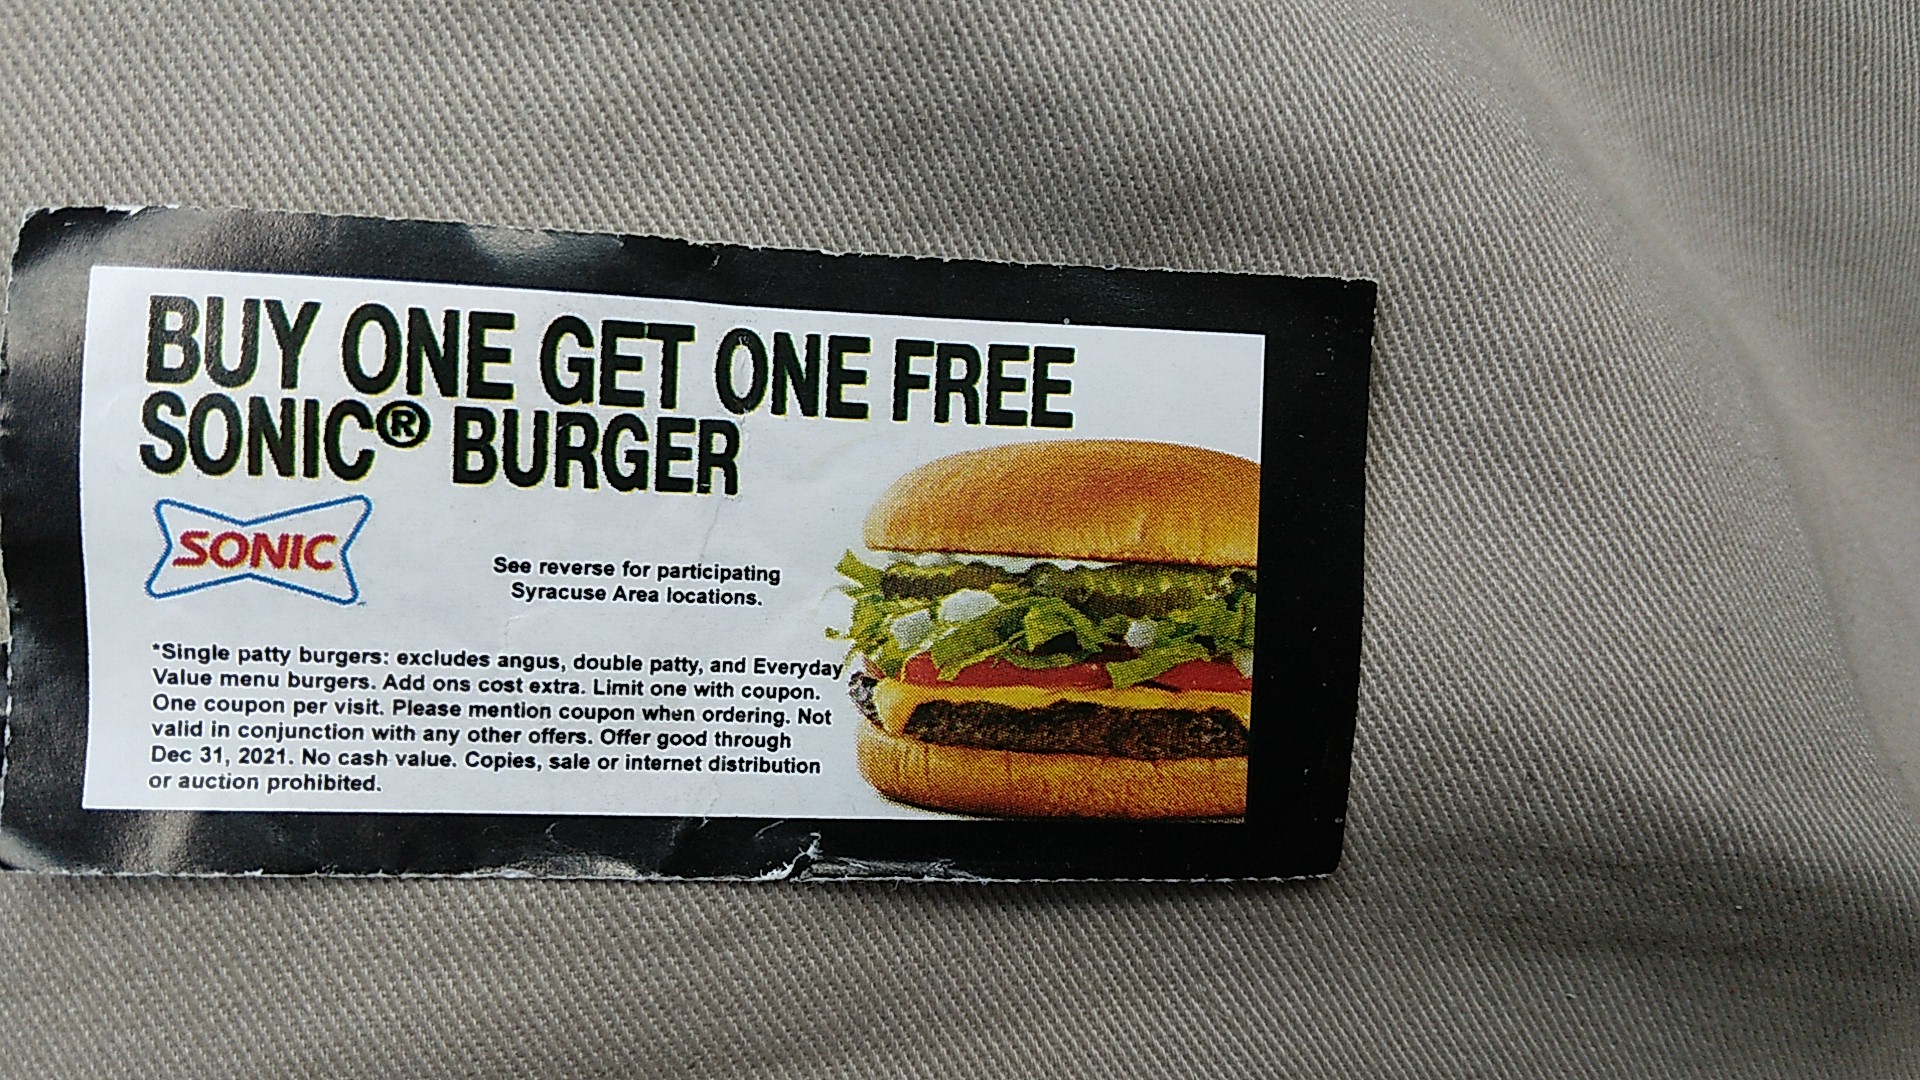 BUY ONE GET ONE FREE
SONIC® BURGER
SONIC
See reverse for participating
Syracuse Area locations.
*Single patty burgers: excludes angus, double patty, and Everyday
Value menu burgers. Add ons cost extra. Limit one with coupon.
One coupon per visit. Please mention coupon when ordering. Not
valid in conjunction with any other offers. Offer good through
Dec 31, 2021. No cash value. Copies, sale or internet distribution
or auction prohibited.